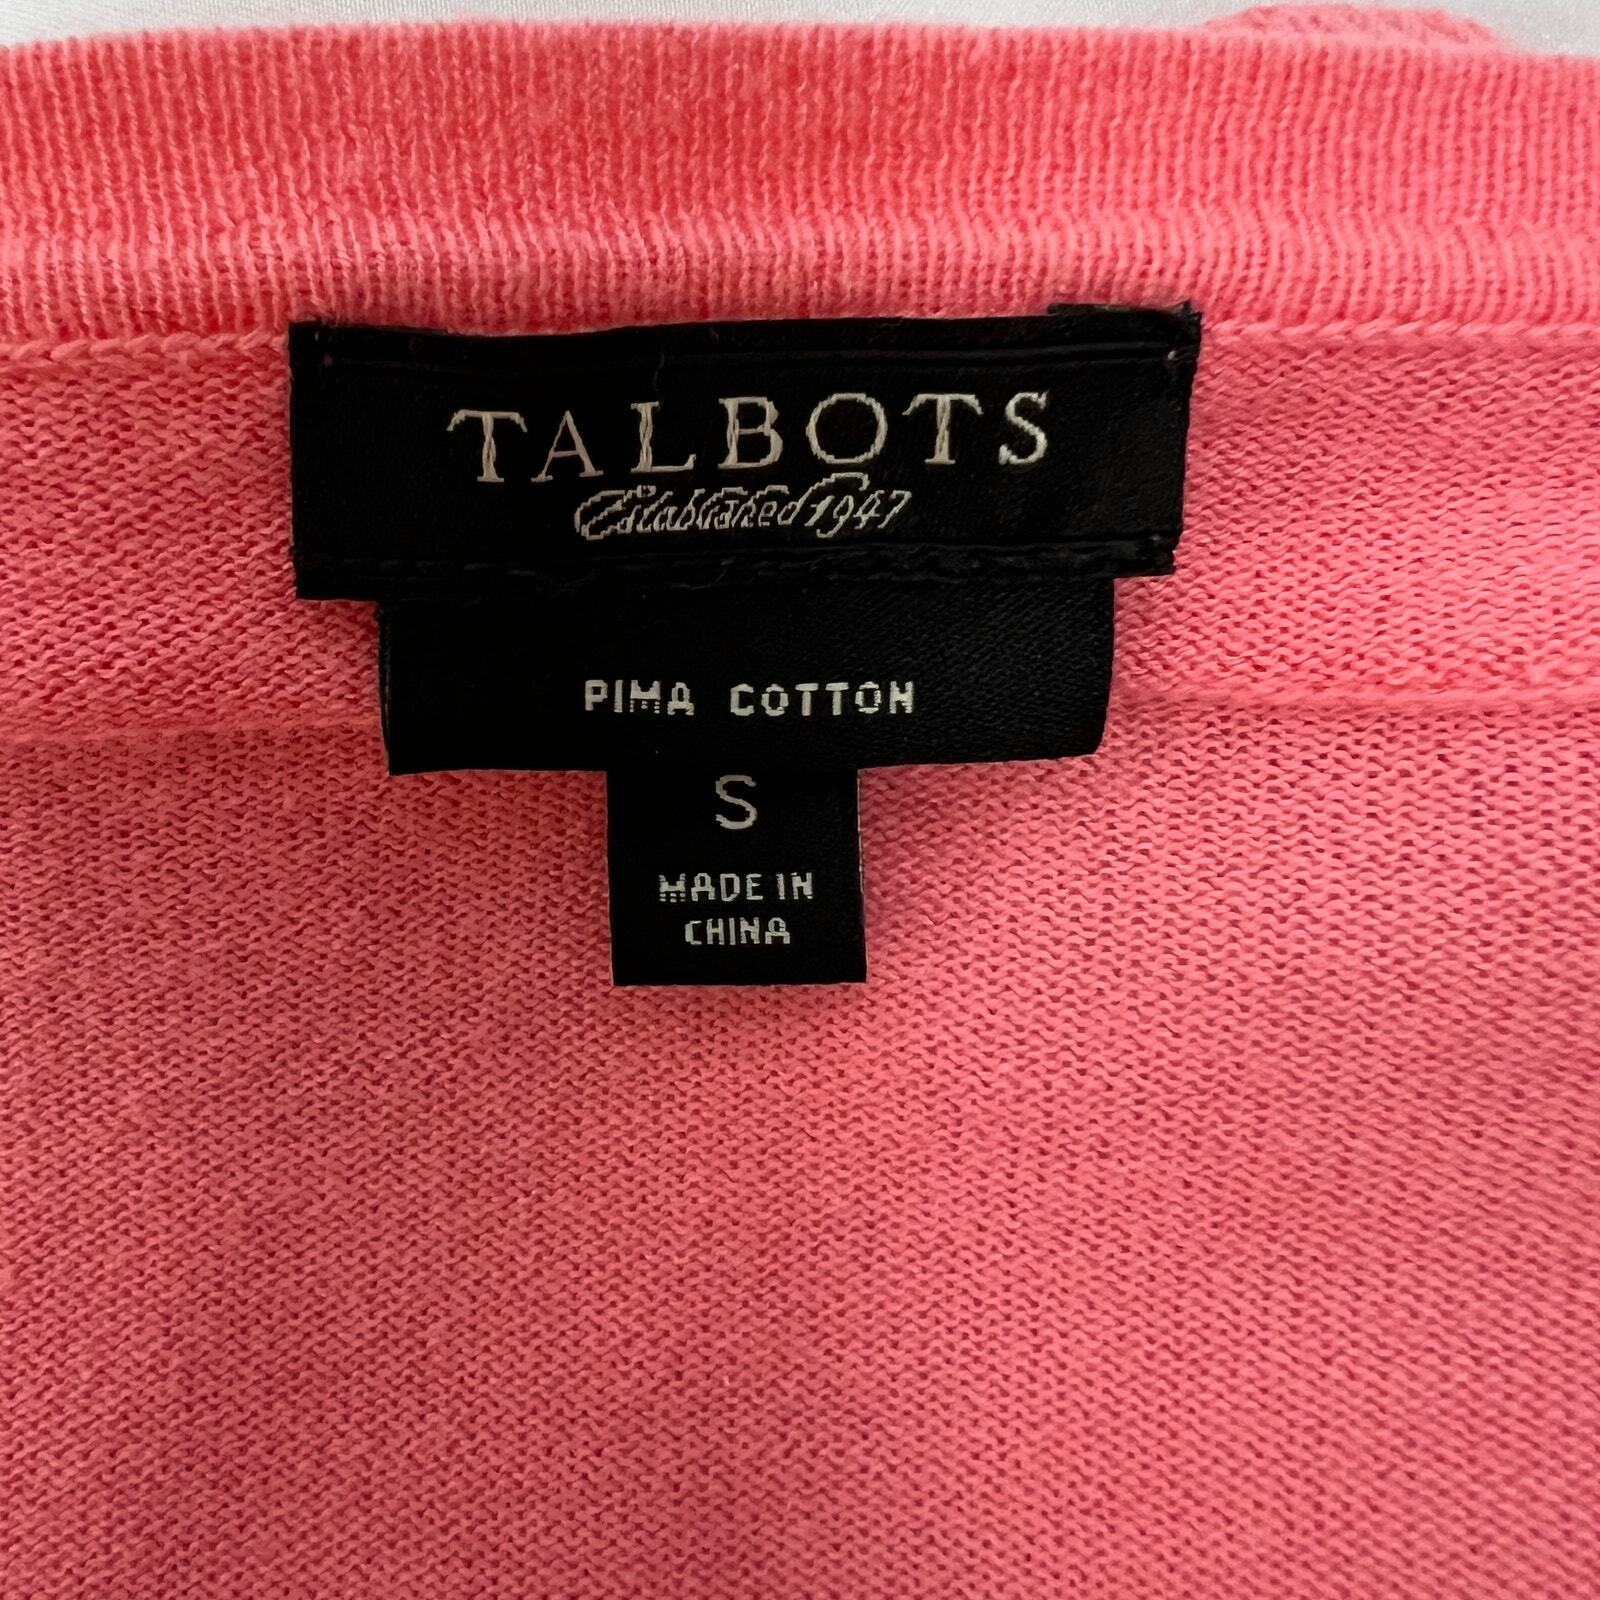 TALBOTS
Established 1947
PIMA COTTON
S
MADE IN
CHINA